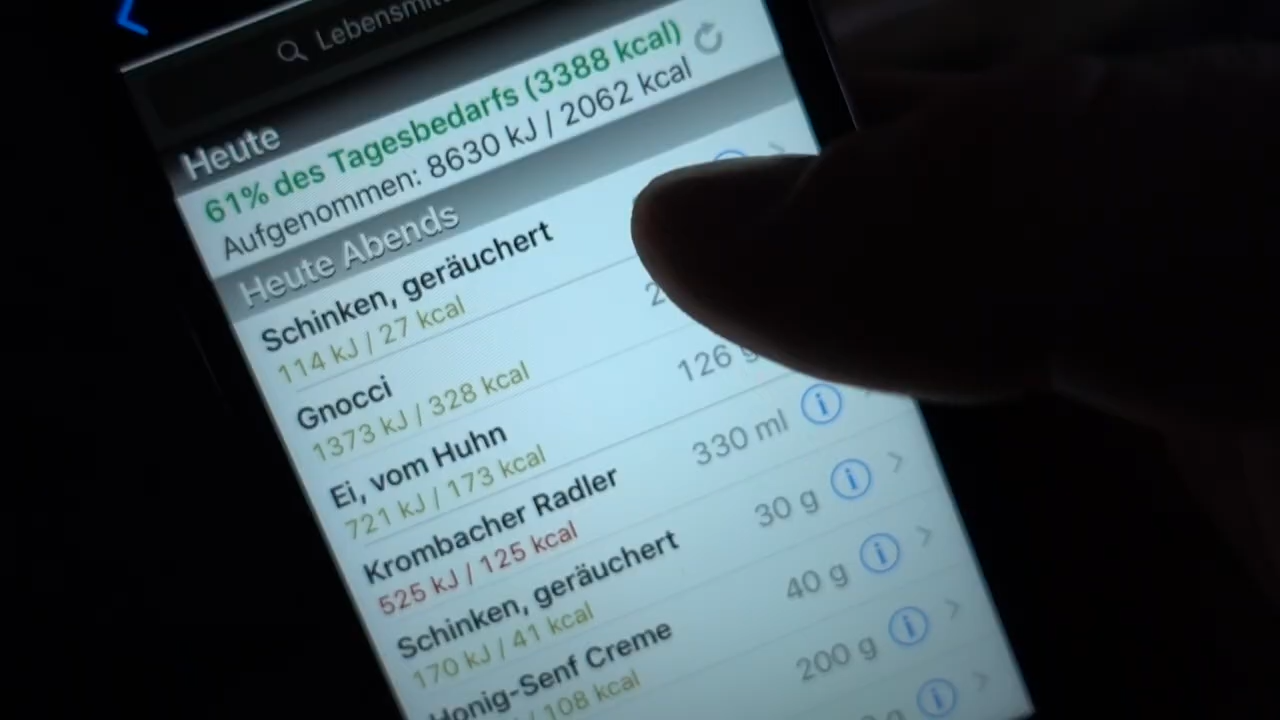 Heute
61% des Tagesbedarfs (3388 kcal)
Aufgenommen: 8630 kJ / 2062 kcal
Heute Abends
Schinken, geräuchert
114 kJ / 27 kcal
Gnocci
1373 kJ / 328 kcal
Ei, vom Huhn
126 g
721 kJ / 173 kcal
Krombacher Radler
330 ml
525 kJ / 125 kcal
Schinken, geräuchert
30 g
170 kJ / 41 kcal
Honig-Senf Creme
40 g
/ 108 kcal
200 g
g